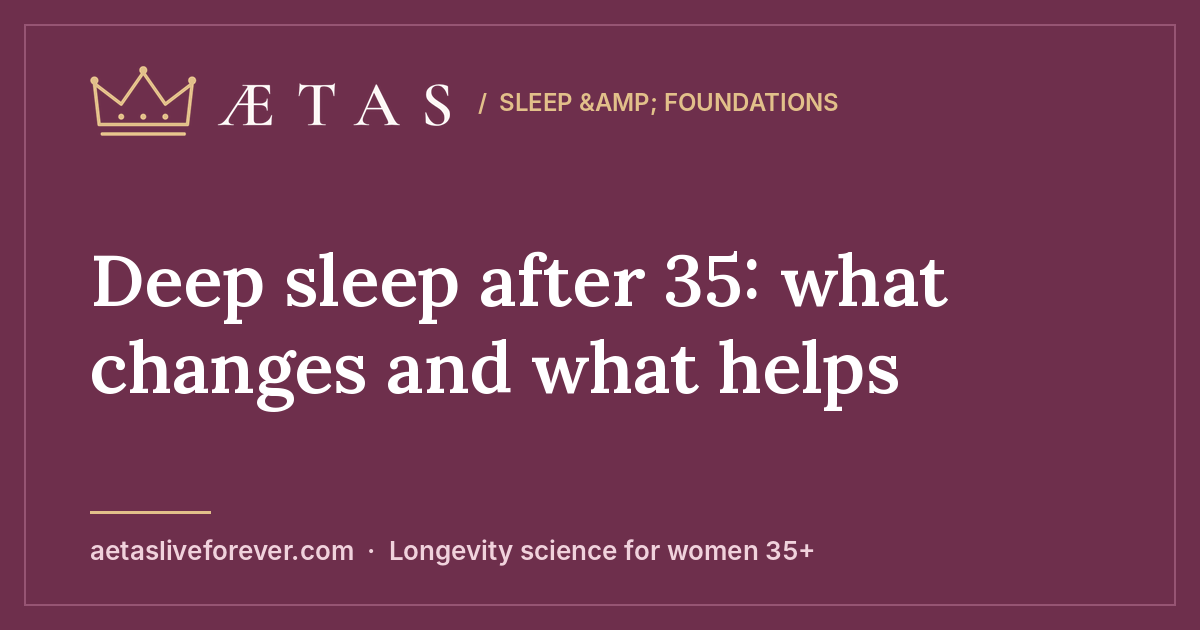 ÆTAS / SLEEP &AMP; FOUNDATIONS
Deep sleep after 35: what
changes and what helps
aetasliveforever.com · Longevity science for women 35+